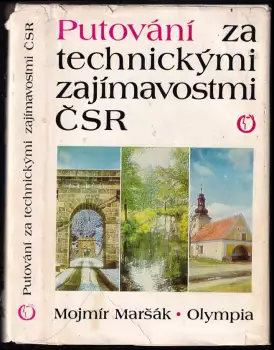 Putování za technickými zajímavostmi ČSR
Putování za
technickými
zajímavostmi
ČSR
Mojmír Maršák • Olympia